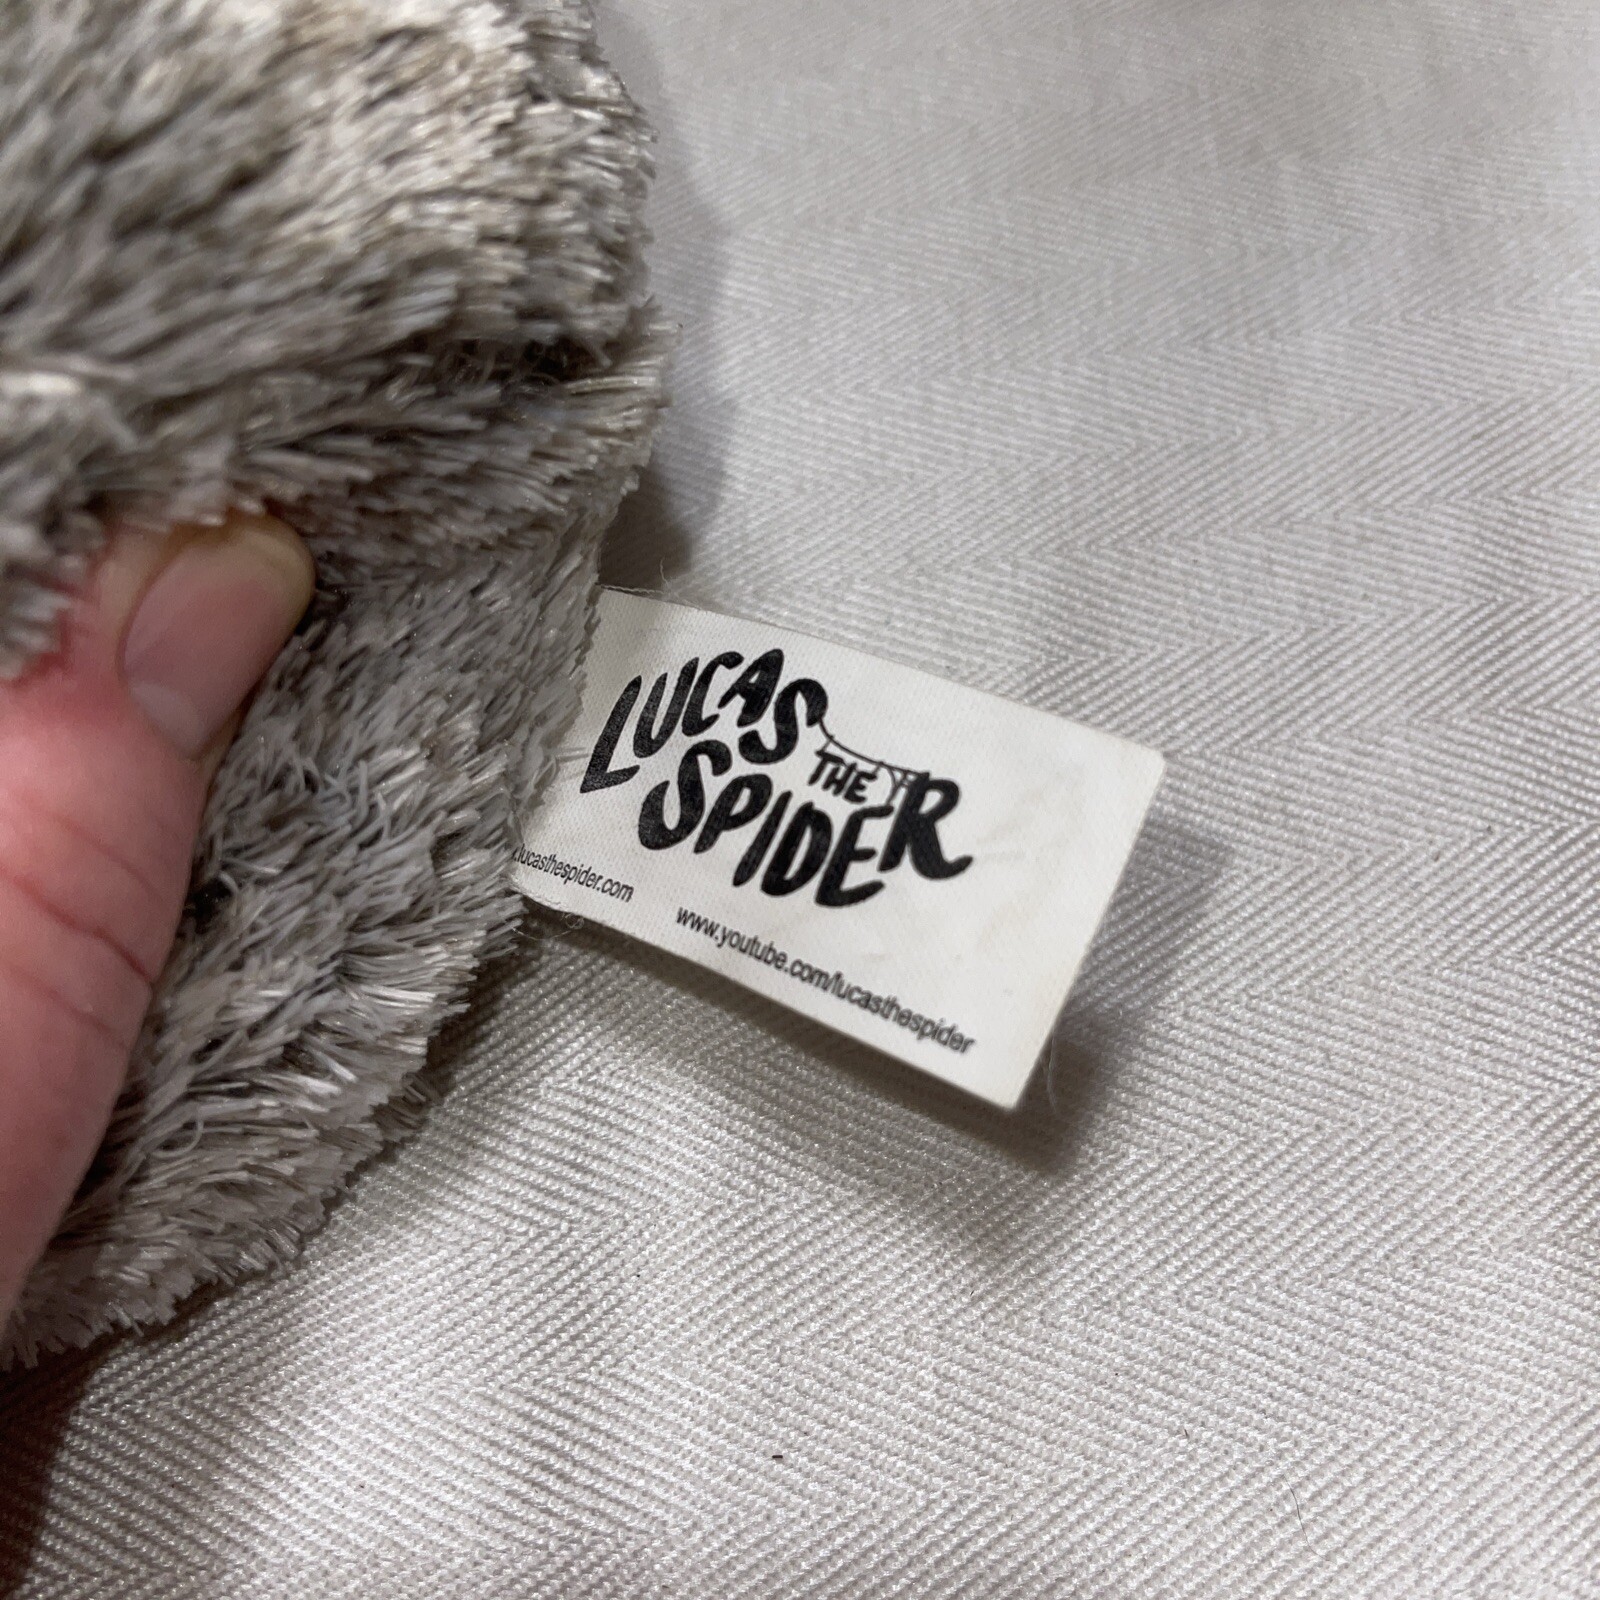 LUCAS
THE
SPIDER
.lucasthespider.com
www.youtube.com/lucasthespider